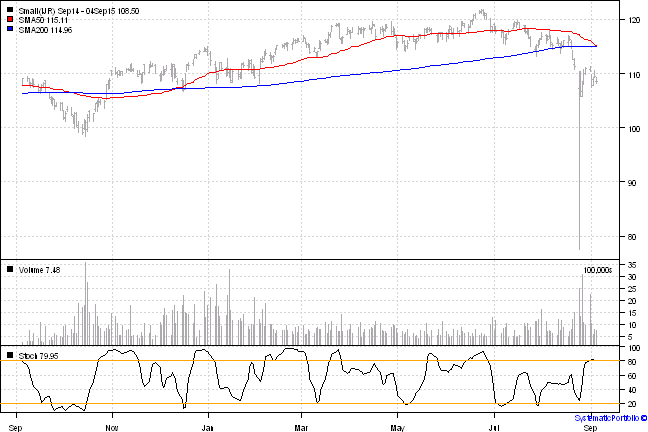 Small(IJR) Sep14 - 04Sep15 108.50
SMA50 115.11
SMA200 114.96
120
110
100
90
80
Volume 7.48
100,000s
35
30
25
20
15
10
5
Stoch 79.95
100
80
60
40
20
Sep
Nov
Jan
Mar
May
Jul
Sep
SystematicPortfolio ©